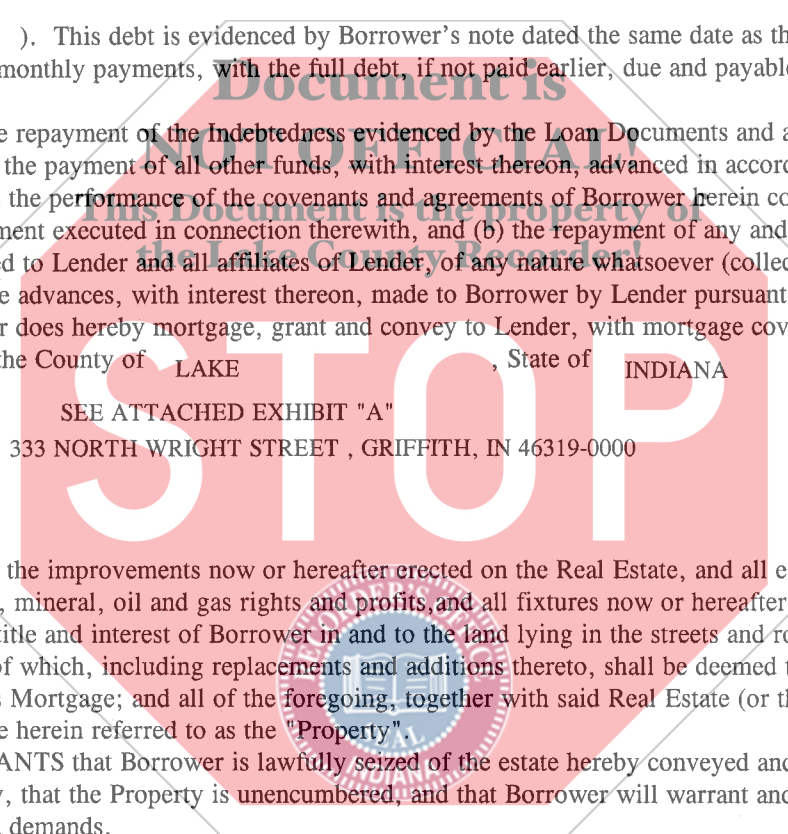 ). This debt is evidenced by Borrower's note dated the same date as th
monthly payments, with the full debt, if not paid earlier, due and payable
Document is
e repayment of the Indebtedness evidenced by the Loan Documents and a
NOT OFFICIAL!
the payment of all other funds, with interest thereon, advanced in accord
the performance of the covenants and agreements of Borrower herein co
This Document is the property of
ment executed in connection therewith, and (b) the repayment of any and
the Lake County Recorder!
ed to Lender and all affiliates of Lender, of any nature whatsoever (collec
e advances, with interest thereon, made to Borrower by Lender pursuant
r does hereby mortgage, grant and convey to Lender, with mortgage cov
the County of LAKE , State of INDIANA
SEE ATTACHED EXHIBIT "A"
333 NORTH WRIGHT STREET , GRIFFITH, IN 46319-0000
STOP
the improvements now or hereafter erected on the Real Estate, and all e
, mineral, oil and gas rights and profits,and all fixtures now or hereafter
title and interest of Borrower in and to the land lying in the streets and ro
of which, including replacements and additions thereto, shall be deemed t
s Mortgage; and all of the foregoing, together with said Real Estate (or th
e herein referred to as the "Property".
ANTS that Borrower is lawfully seized of the estate hereby conveyed and
y, that the Property is unencumbered, and that Borrower will warrant and
demands.
RECORDER'S OFFICE
SEAL
INDIANA